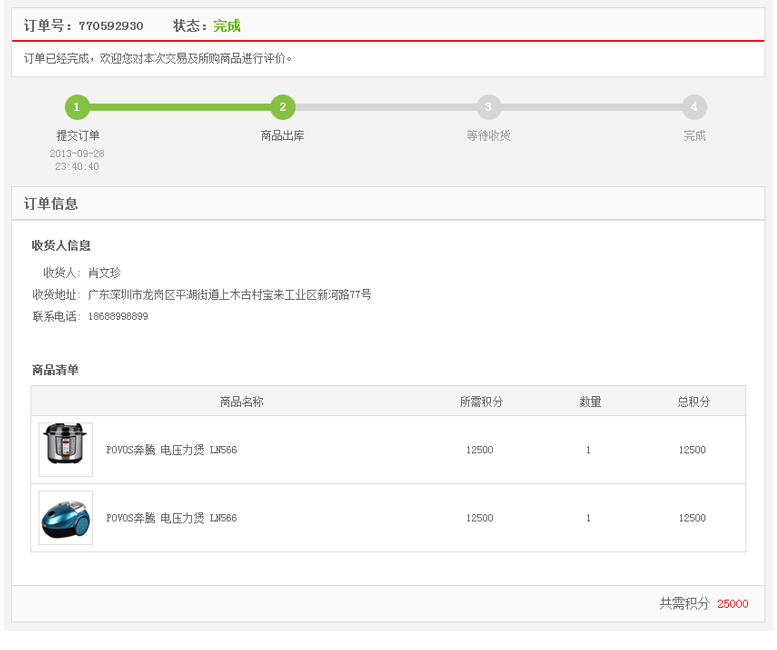 订单号：770592930 状态：完成
订单已经完成，欢迎您对本次交易及所购商品进行评价。
1 2 3 4
提交订单 商品出库 等待收货 完成
2013-09-28
23:40:40
订单信息
收货人信息
收货人：肖文珍
收货地址：广东深圳市龙岗区平湖街道上木古村宝来工业区新河路77号
联系电话：18688998899
商品清单
商品名称 所需积分 数量 总积分
POVOS奔腾 电压力煲 LN566 12500 1 12500
POVOS奔腾 电压力煲 LN566 12500 1 12500
共需积分 25000